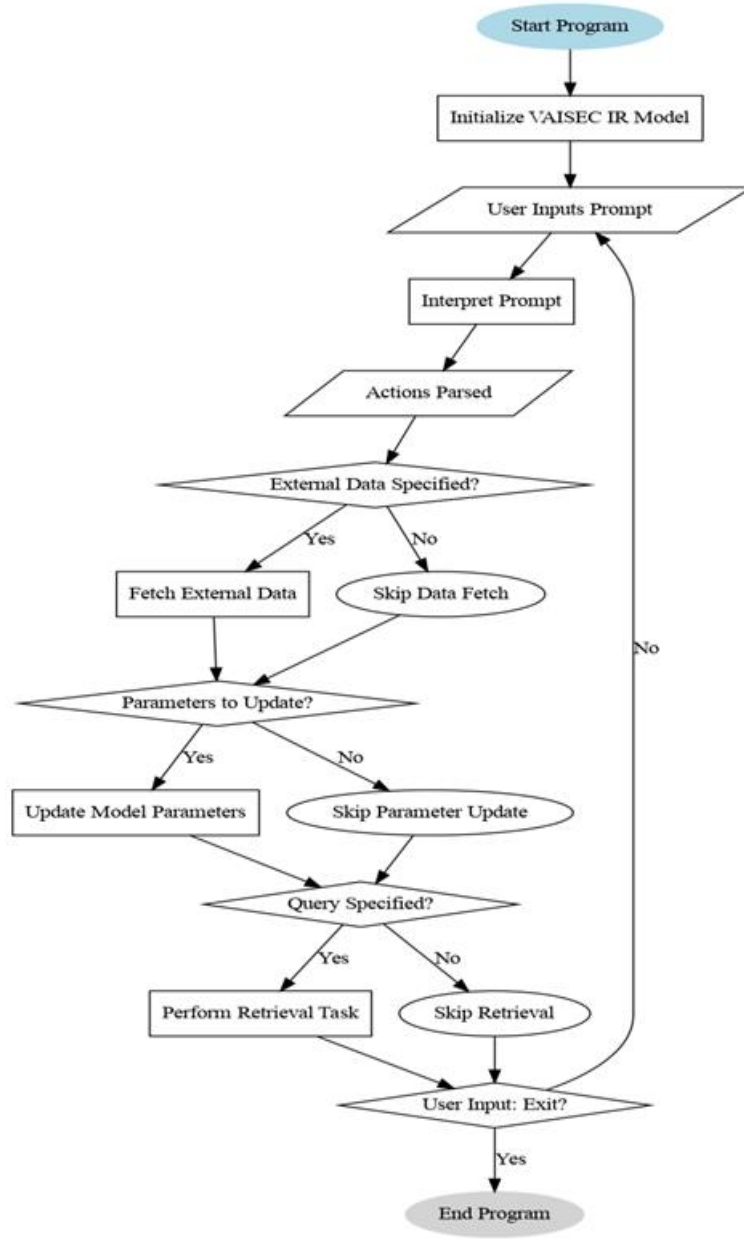 Start Program
Initialize VAISEC IR Model
User Inputs Prompt
Interpret Prompt
Actions Parsed
External Data Specified?
Yes
No
Fetch External Data
Skip Data Fetch
No
Parameters to Update?
Yes
No
Update Model Parameters
Skip Parameter Update
Query Specified?
Yes
No
Perform Retrieval Task
Skip Retrieval
User Input: Exit?
Yes
End Program